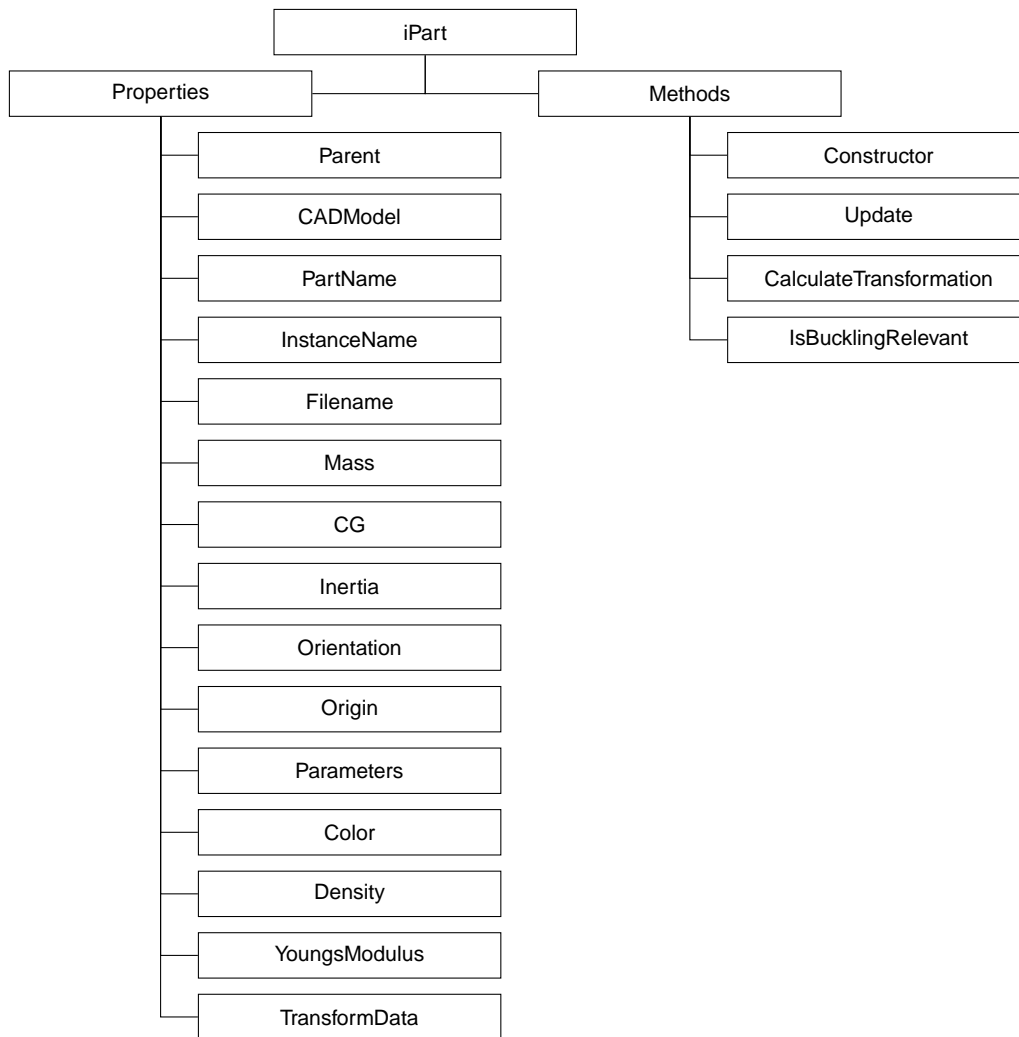 iPart
Properties
Methods
Parent
CADModel
PartName
InstanceName
Filename
Mass
CG
Inertia
Orientation
Origin
Parameters
Color
Density
YoungsModulus
TransformData
Constructor
Update
CalculateTransformation
IsBucklingRelevant